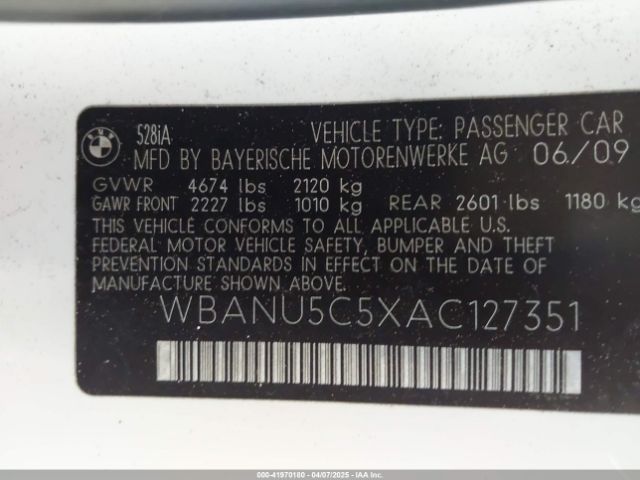 BMW
528iA VEHICLE TYPE: PASSENGER CAR
MFD BY BAYERISCHE MOTORENWERKE AG 06/09
GVWR 4674 lbs 2120 kg
GAWR FRONT 2227 lbs 1010 kg REAR 2601 lbs 1180 kg
THIS VEHICLE CONFORMS TO ALL APPLICABLE U.S.
FEDERAL MOTOR VEHICLE SAFETY, BUMPER AND THEFT
PREVENTION STANDARDS IN EFFECT ON THE DATE OF
MANUFACTURE SHOWN ABOVE.
WBANU5C5XAC127351
000-41970180 - 04/07/2025 - IAAI.COM